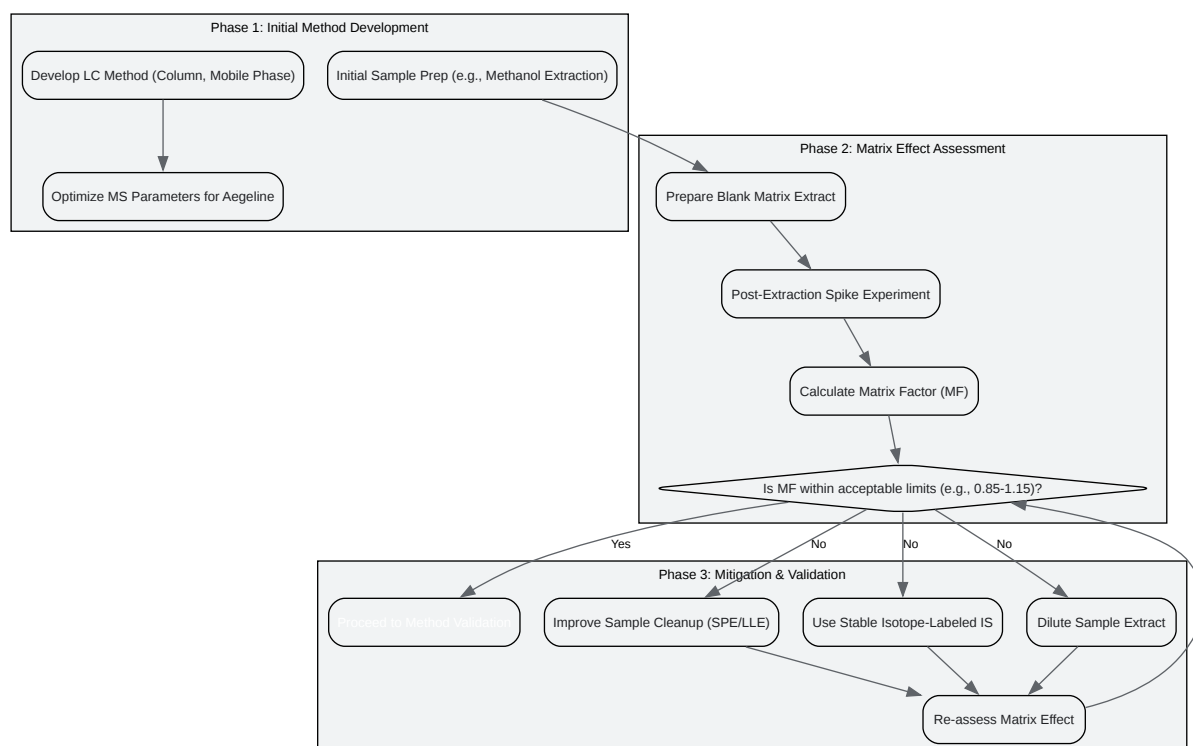 Phase 1: Initial Method Development
Develop LC Method (Column, Mobile Phase)
Initial Sample Prep (e.g., Methanol Extraction)
Optimize MS Parameters for Aegeline
Phase 2: Matrix Effect Assessment
Prepare Blank Matrix Extract
Post-Extraction Spike Experiment
Calculate Matrix Factor (MF)
Is MF within acceptable limits (e.g., 0.85-1.15)?
Yes
No
No
No
Phase 3: Mitigation & Validation
Proceed to Method Validation
Improve Sample Cleanup (SPE/LLE)
Use Stable Isotope-Labeled IS
Dilute Sample Extract
Re-assess Matrix Effect